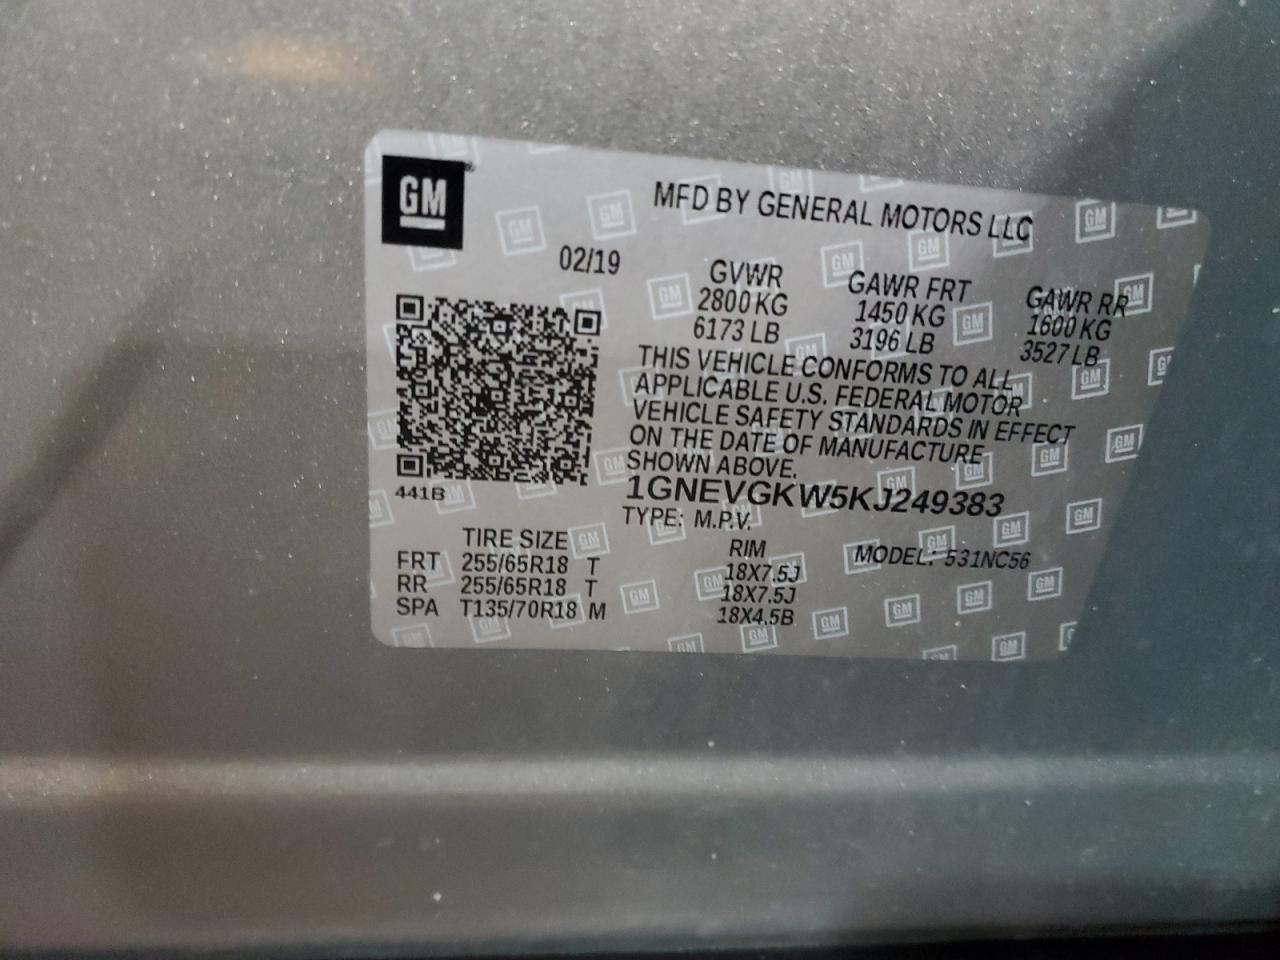 GM
MFD BY GENERAL MOTORS LLC
02/19
GVWR GAWR FRT GAWR RR
2800 KG 1450 KG 1600 KG
6173 LB 3196 LB 3527 LB
THIS VEHICLE CONFORMS TO ALL
APPLICABLE U.S. FEDERAL MOTOR
VEHICLE SAFETY STANDARDS IN EFFECT
ON THE DATE OF MANUFACTURE
SHOWN ABOVE.
441B
1GNEVGKW5KJ249383
TYPE: M.P.V.
TIRE SIZE RIM MODEL: 531NC56
FRT 255/65R18 T 18X7.5J
RR 255/65R18 T 18X7.5J
SPA T135/70R18 M 18X4.5B